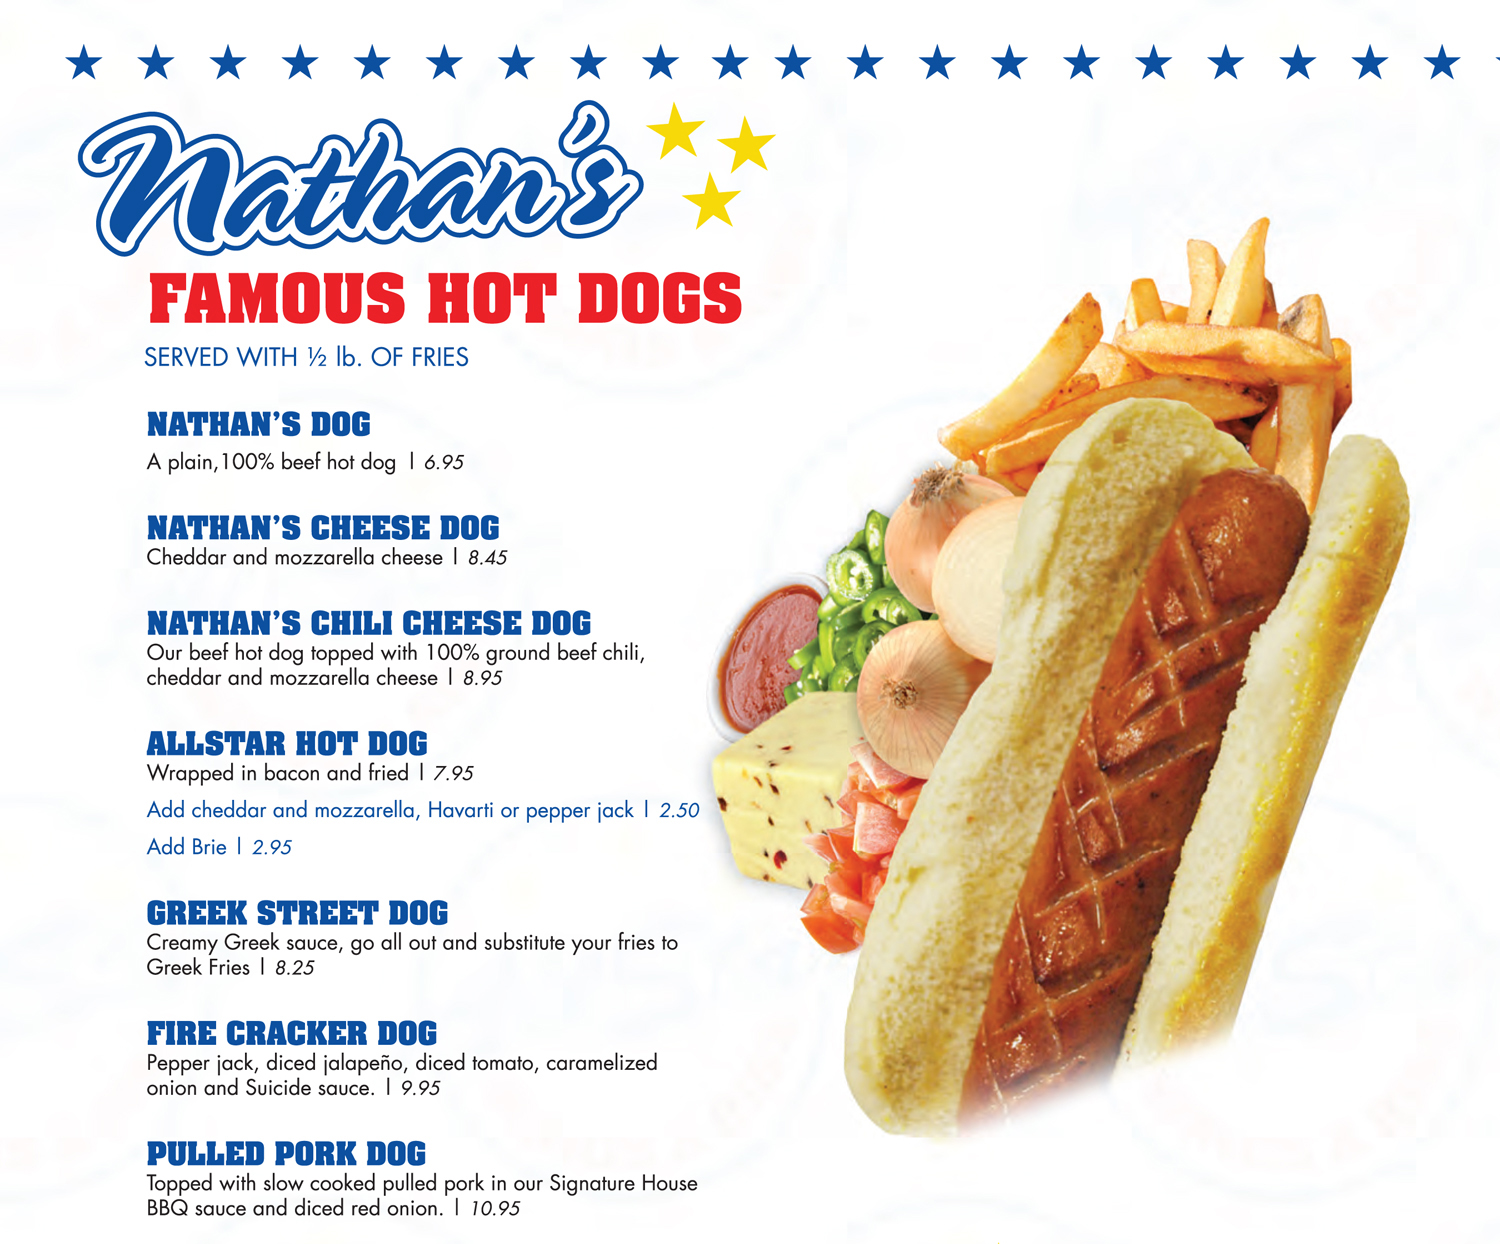 Nathan's
FAMOUS HOT DOGS
SERVED WITH ½ lb. OF FRIES
NATHAN'S DOG
A plain,100% beef hot dog | 6.95
NATHAN'S CHEESE DOG
Cheddar and mozzarella cheese | 8.45
NATHAN'S CHILI CHEESE DOG
Our beef hot dog topped with 100% ground beef chili,
cheddar and mozzarella cheese | 8.95
ALLSTAR HOT DOG
Wrapped in bacon and fried | 7.95
Add cheddar and mozzarella, Havarti or pepper jack | 2.50
Add Brie | 2.95
GREEK STREET DOG
Creamy Greek sauce, go all out and substitute your fries to
Greek Fries | 8.25
FIRE CRACKER DOG
Pepper jack, diced jalapeño, diced tomato, caramelized
onion and Suicide sauce. | 9.95
PULLED PORK DOG
Topped with slow cooked pulled pork in our Signature House
BBQ sauce and diced red onion. | 10.95